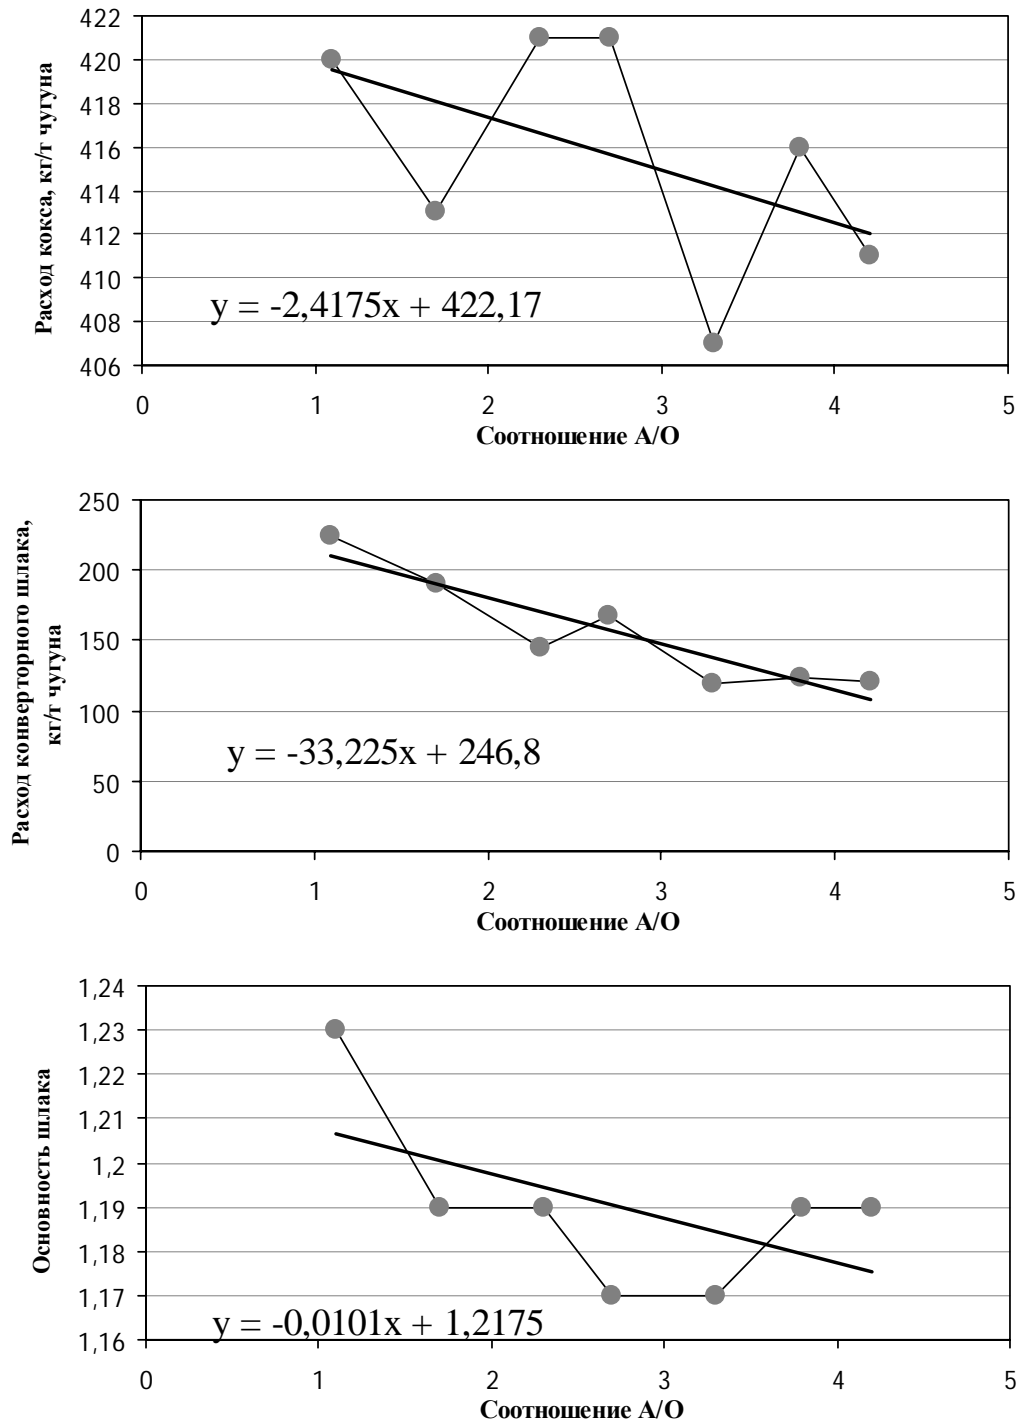 422
420
418
416
414
412
410
408
406
Расход кокса, кг/т чугуна
y = -2,4175x + 422,17
0 1 2 3 4 5
Соотношение А/О
250
200
150
100
50
0
Расход конверторного шлака,
кг/т чугуна
y = -33,225x + 246,8
0 1 2 3 4 5
Соотношение А/О
1,24
1,23
1,22
1,21
1,2
1,19
1,18
1,17
1,16
Основность шлака
y = -0,0101x + 1,2175
0 1 2 3 4 5
Соотношение А/О